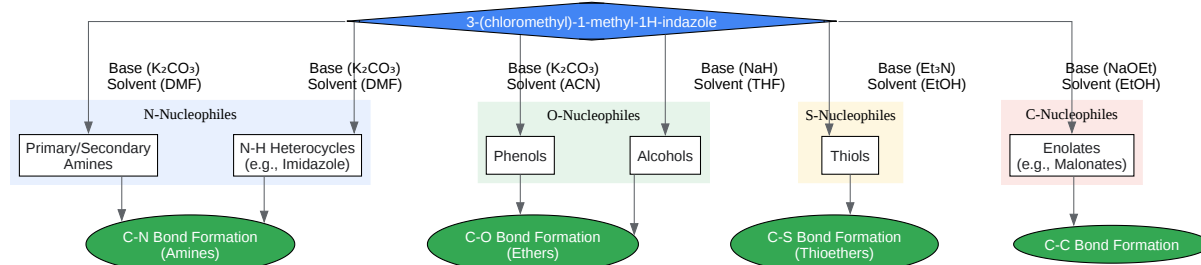 3-(chloromethyl)-1-methyl-1H-indazole
Base (K₂CO₃)
Solvent (DMF)
Base (K₂CO₃)
Solvent (DMF)
Base (K₂CO₃)
Solvent (ACN)
Base (NaH)
Solvent (THF)
Base (Et₃N)
Solvent (EtOH)
Base (NaOEt)
Solvent (EtOH)
N-Nucleophiles
O-Nucleophiles
S-Nucleophiles
C-Nucleophiles
Primary/Secondary
Amines
N-H Heterocycles
(e.g., Imidazole)
Phenols
Alcohols
Thiols
Enolates
(e.g., Malonates)
C-N Bond Formation
(Amines)
C-O Bond Formation
(Ethers)
C-S Bond Formation
(Thioethers)
C-C Bond Formation